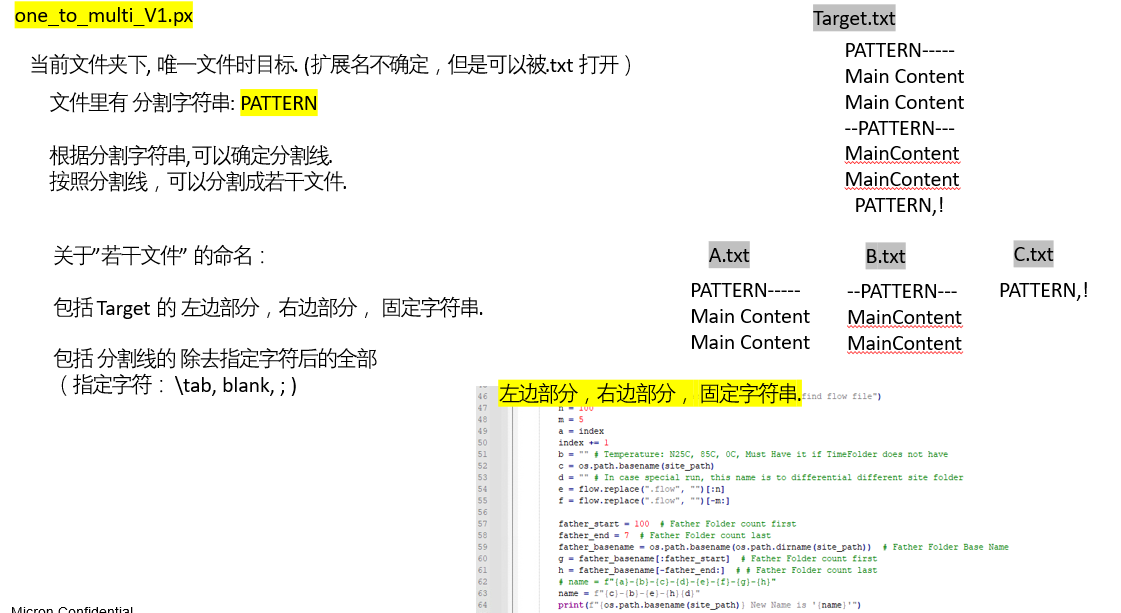 one_to_multi_V1.px
当前文件夹下, 唯一文件时目标. (扩展名不确定，但是可以被.txt 打开 )
文件里有 分割字符串: PATTERN
根据分割字符串,可以确定分割线.
按照分割线，可以分割成若干文件.
关于”若干文件” 的命名：
包括 Target 的 左边部分，右边部分， 固定字符串.
包括 分割线的 除去指定字符后的全部
（ 指定字符： \tab, blank, ; )
Target.txt
PATTERN-----
Main Content
Main Content
--PATTERN---
MainContent
MainContent
PATTERN,!
A.txt
PATTERN-----
Main Content
Main Content
B.txt
--PATTERN---
MainContent
MainContent
C.txt
PATTERN,!
左边部分，右边部分， 固定字符串.
46 find flow file")
47 n = 100
48 m = 5
49 a = index
50 index += 1
51 b = "" # Temperature: N25C, 85C, 0C, Must Have it if TimeFolder does not have
52 c = os.path.basename(site_path)
53 d = "" # In case special run, this name is to differential different site folder
54 e = flow.replace(".flow", "")[:n]
55 f = flow.replace(".flow", "")[-m:]
56
57 father_start = 100 # Father Folder count first
58 father_end = 7 # Father Folder count last
59 father_basename = os.path.basename(os.path.dirname(site_path)) # Father Folder Base Name
60 g = father_basename[:father_start] # Father Folder count first
61 h = father_basename[-father_end:] # # Father Folder count last
62 # name = f"{a}-{b}-{c}-{d}-{e}-{f}-{g}-{h}"
63 name = f"{c}-{b}-{e}-{h}{d}"
64 print(f"{os.path.basename(site_path)} New Name is '{name}'")
Micron Confidential